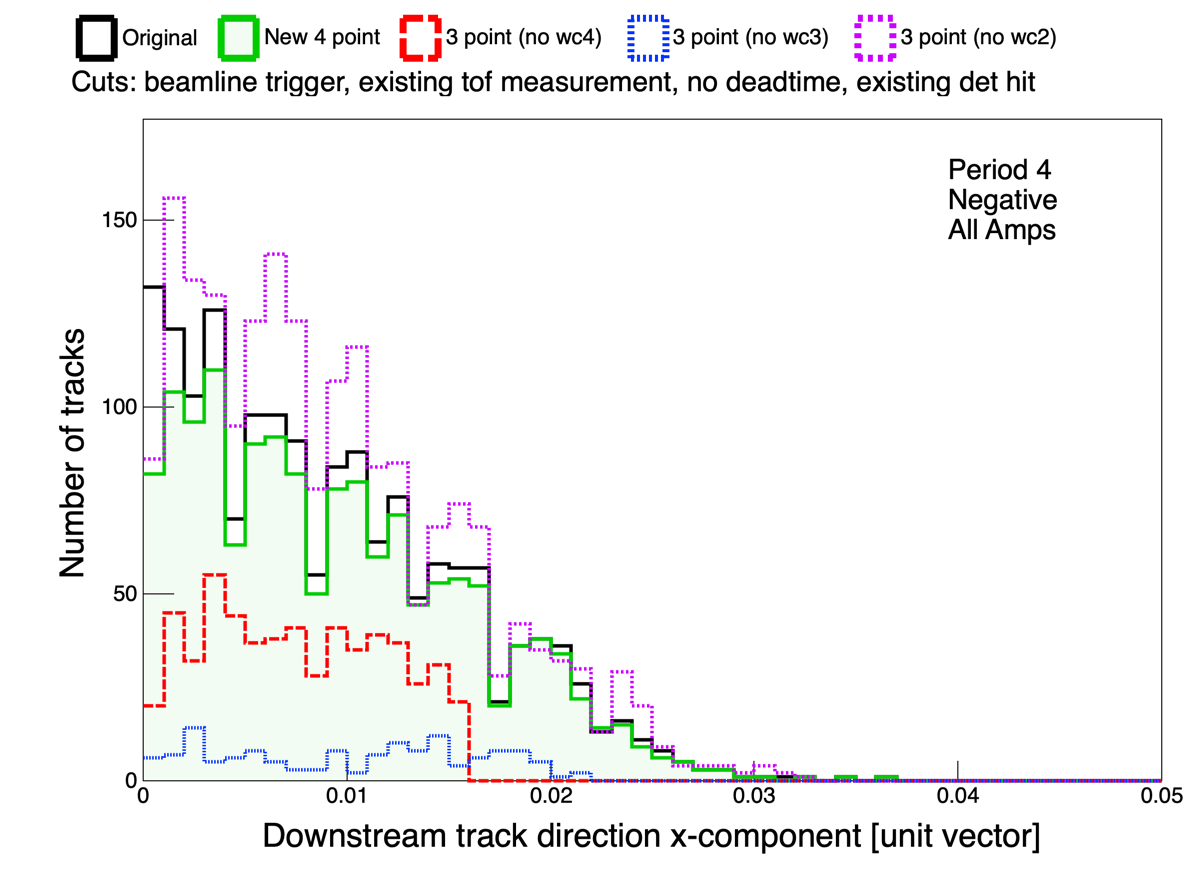 Original New 4 point 3 point (no wc4) 3 point (no wc3) 3 point (no wc2)
Cuts: beamline trigger, existing tof measurement, no deadtime, existing det hit
Period 4
Negative
All Amps
Number of tracks
150
100
50
0
0 0.01 0.02 0.03 0.04 0.05
Downstream track direction x-component [unit vector]